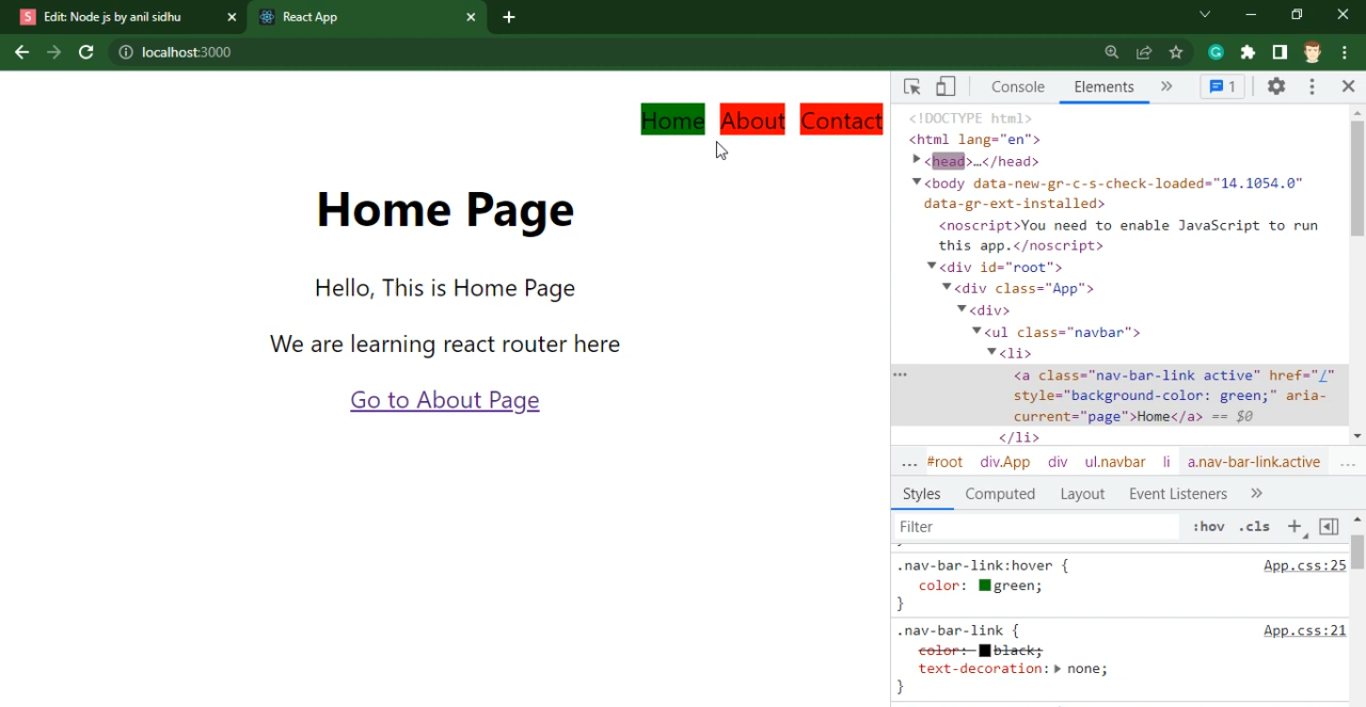 S Edit: Node js by anil sidhu
React App
localhost:3000
Home About Contact
Home Page
Hello, This is Home Page
We are learning react router here
Go to About Page
Console Elements » 1
<!DOCTYPE html>
<html lang="en">
<head>…</head>
<body data-new-gr-c-s-check-loaded="14.1054.0"
data-gr-ext-installed>
<noscript>You need to enable JavaScript to run
this app.</noscript>
<div id="root">
<div class="App">
<div>
<ul class="navbar">
<li>
<a class="nav-bar-link active" href="/"
style="background-color: green;" aria-
current="page">Home</a> == $0
</li>
... #root div.App div ul.navbar li a.nav-bar-link.active ...
Styles Computed Layout Event Listeners »
Filter :hov .cls +
.nav-bar-link:hover { App.css:25
color: green;
}
.nav-bar-link { App.css:21
color: black;
text-decoration: none;
}